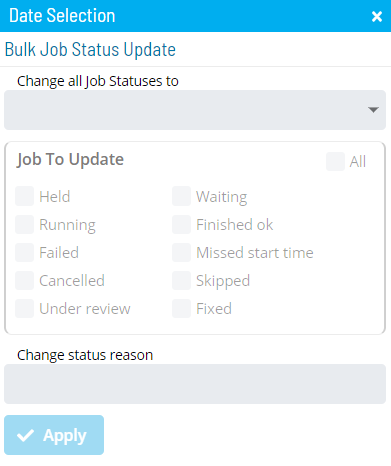 Date Selection
Bulk Job Status Update
Change all Job Statuses to
Job To Update All
Held Waiting
Running Finished ok
Failed Missed start time
Cancelled Skipped
Under review Fixed
Change status reason
Apply